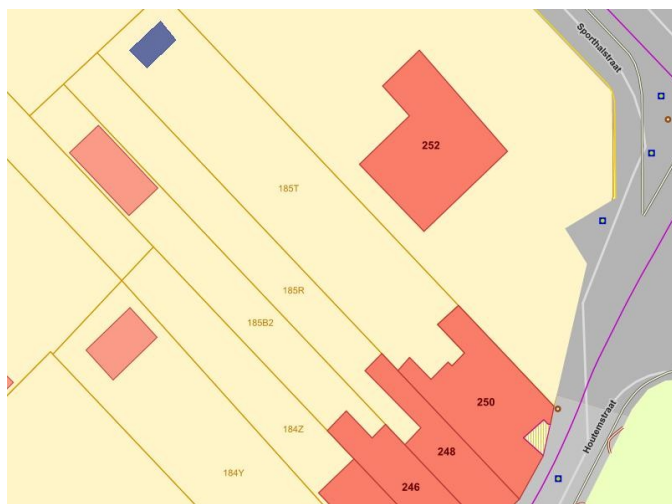 Sporthalstraat
252
185T
185R
185B2
250
Houtemstraat
184Z
248
184Y
246